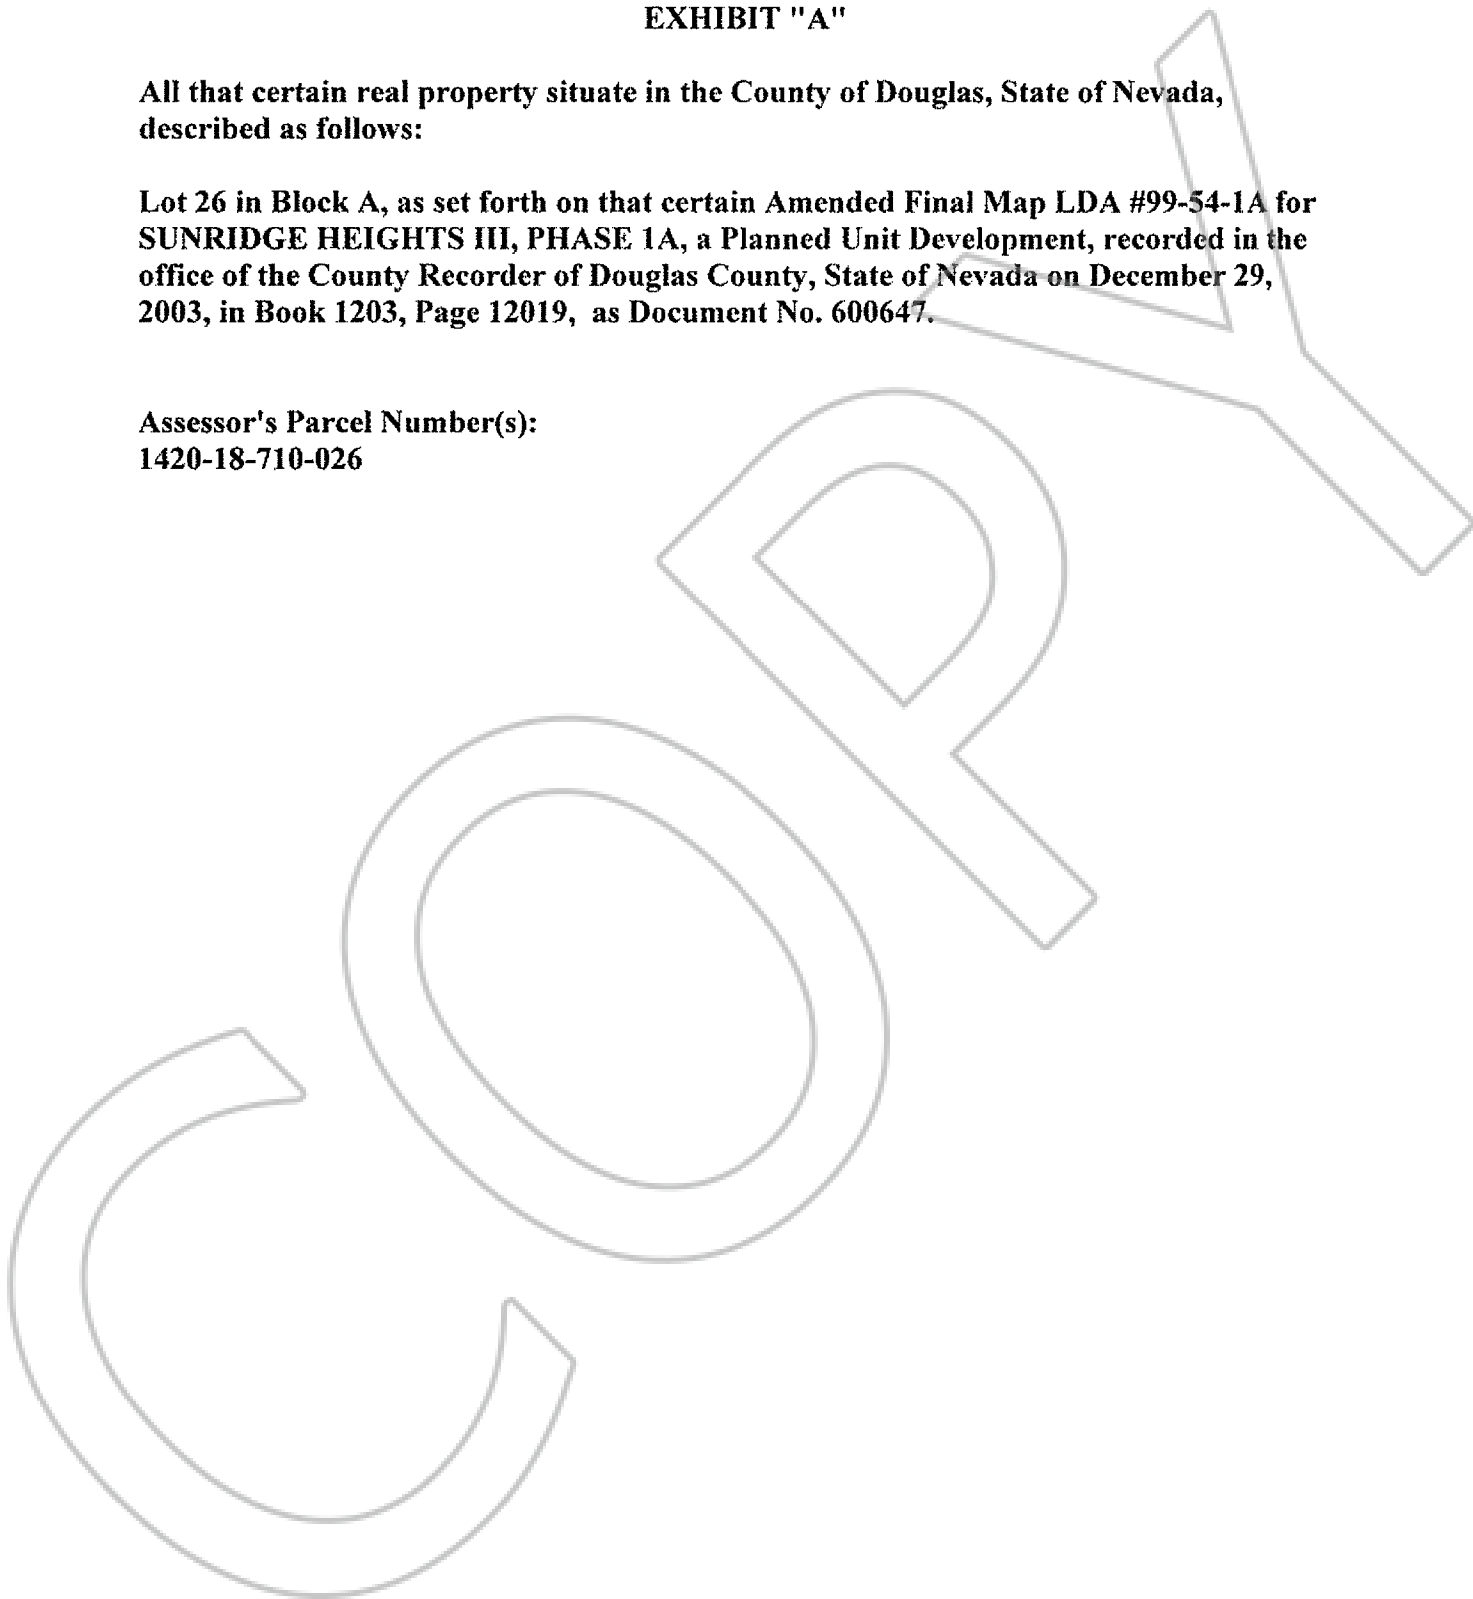 EXHIBIT "A"
All that certain real property situate in the County of Douglas, State of Nevada,
described as follows:
Lot 26 in Block A, as set forth on that certain Amended Final Map LDA #99-54-1A for
SUNRIDGE HEIGHTS III, PHASE 1A, a Planned Unit Development, recorded in the
office of the County Recorder of Douglas County, State of Nevada on December 29,
2003, in Book 1203, Page 12019,  as Document No. 600647.
Assessor's Parcel Number(s):
1420-18-710-026
COPY